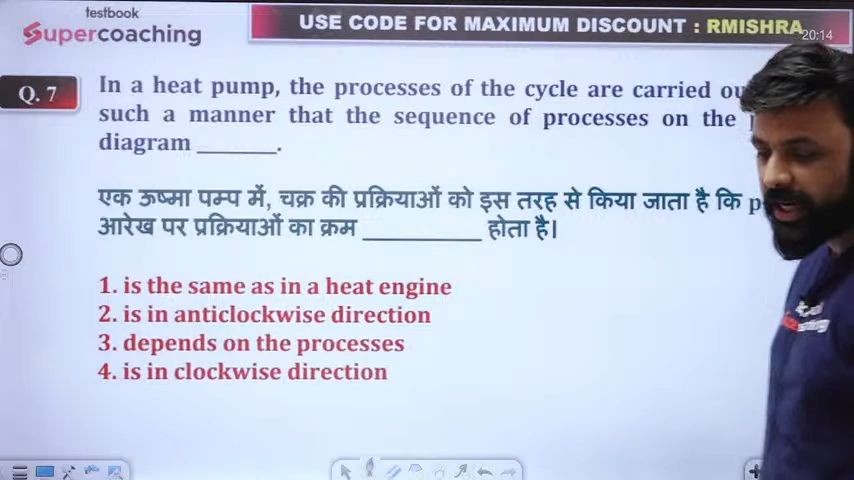 testbook
Supercoaching
USE CODE FOR MAXIMUM DISCOUNT : RMISHRA
20:14
Q. 7
In a heat pump, the processes of the cycle are carried
such a manner that the sequence of processes on the
diagram _______.
एक ऊष्मा पम्प में, चक्र की प्रक्रियाओं को इस तरह से किया जाता है कि
आरेख पर प्रक्रियाओं का क्रम __________ होता है।
1. is the same as in a heat engine
2. is in anticlockwise direction
3. depends on the processes
4. is in clockwise direction